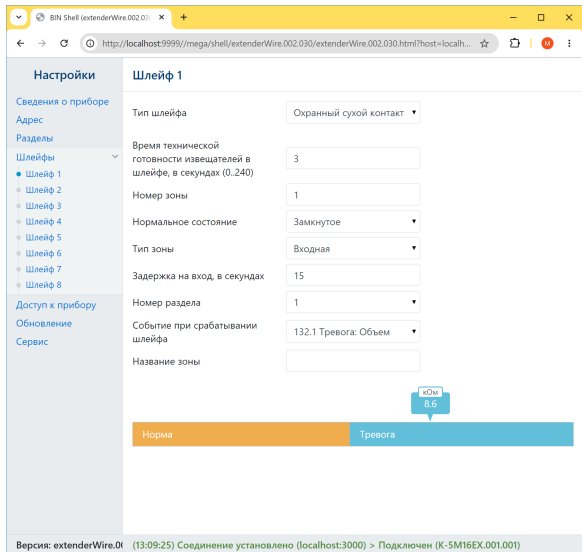 BIN Shell (extenderWire.002.03
http://localhost:9999//mega/shell/extenderWire.002.030/extenderWire.002.030.html?host=localh...
M
Настройки
Сведения о приборе
Адрес
Разделы
Шлейфы
Шлейф 1
Шлейф 2
Шлейф 3
Шлейф 4
Шлейф 5
Шлейф 6
Шлейф 7
Шлейф 8
Доступ к прибору
Обновление
Сервис
Шлейф 1
Тип шлейфа
Охранный сухой контакт
Время технической
готовности извещателей в
шлейфе, в секундах (0..240)
3
Номер зоны
1
Нормальное состояние
Замкнутое
Тип зоны
Входная
Задержка на вход, в секундах
15
Номер раздела
1
Событие при срабатывании
шлейфа
132.1 Тревога: Объем
Название зоны
кОм
8.6
Норма
Тревога
Версия: extenderWire.00
(13:09:25) Соединение установлено (localhost:3000) > Подключен (K-5M16EX.001.001)